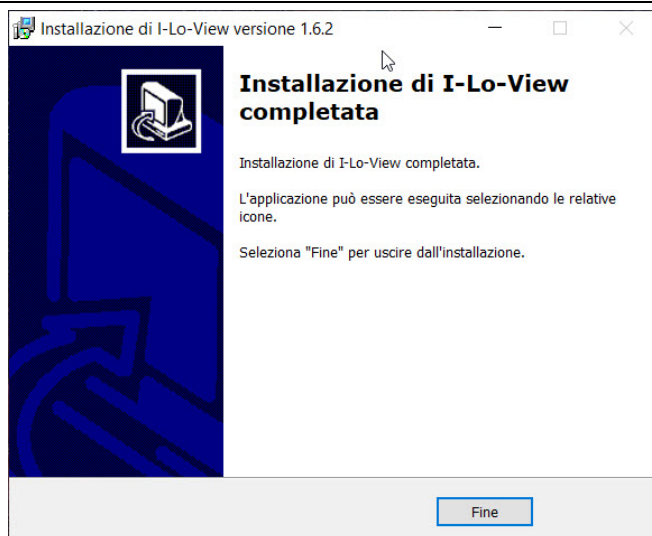 Installazione di I-Lo-View versione 1.6.2
Installazione di I-Lo-View
completata
Installazione di I-Lo-View completata.
L'applicazione può essere eseguita selezionando le relative
icone.
Seleziona "Fine" per uscire dall'installazione.
Fine